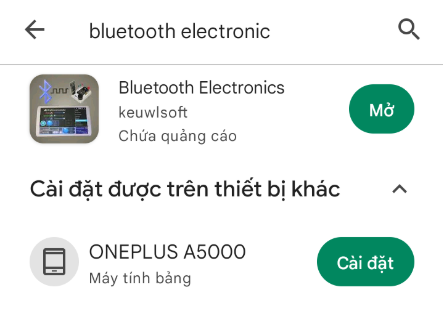 bluetooth electronic
Bluetooth Electronics
keuwlsoft
Chứa quảng cáo
Mở
Cài đặt được trên thiết bị khác
ONEPLUS A5000
Máy tính bảng
Cài đặt